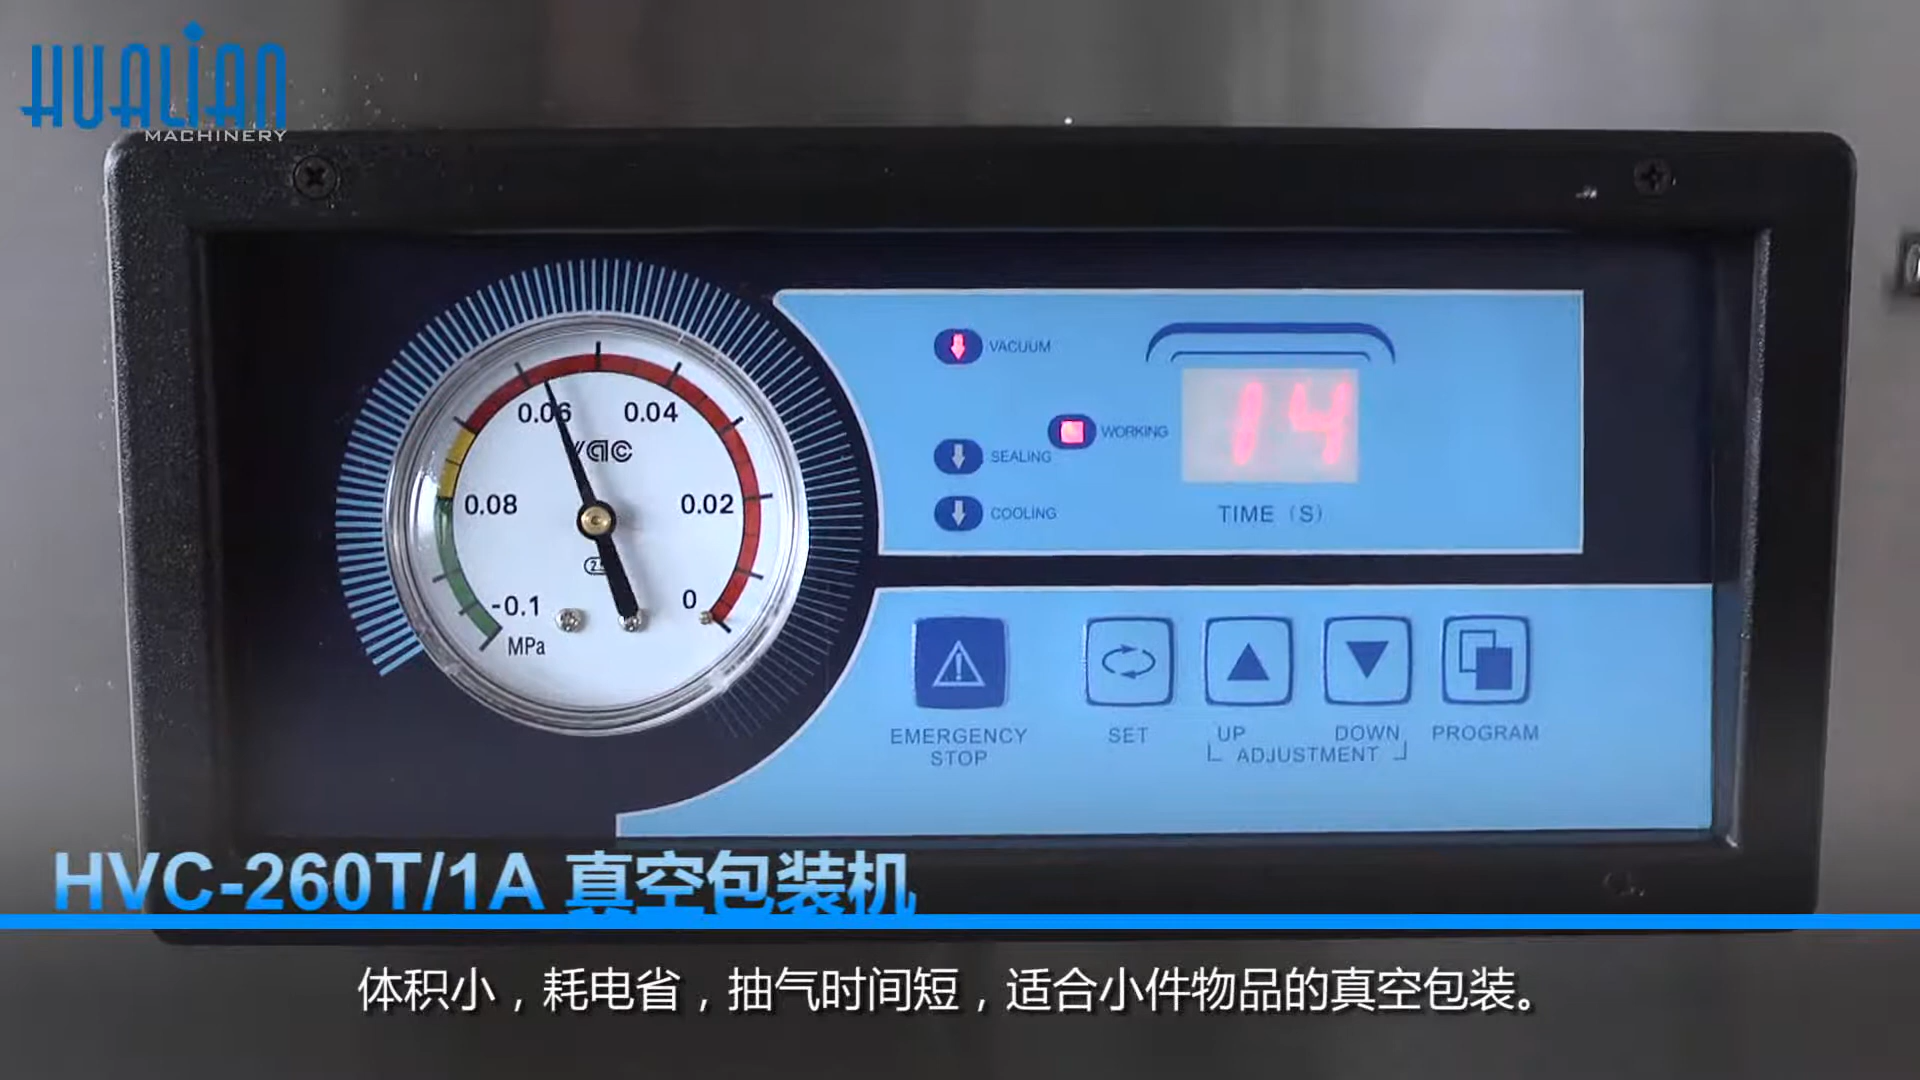 HUALIAN
MACHINERY
0.06
0.04
vac
0.08
0.02
-0.1
0
MPa
VACUUM
WORKING
SEALING
COOLING
14
TIME (S)
EMERGENCY
STOP
SET
UP
DOWN
ADJUSTMENT
PROGRAM
HVC-260T/1A 真空包装机
体积小，耗电省，抽气时间短，适合小件物品的真空包装。